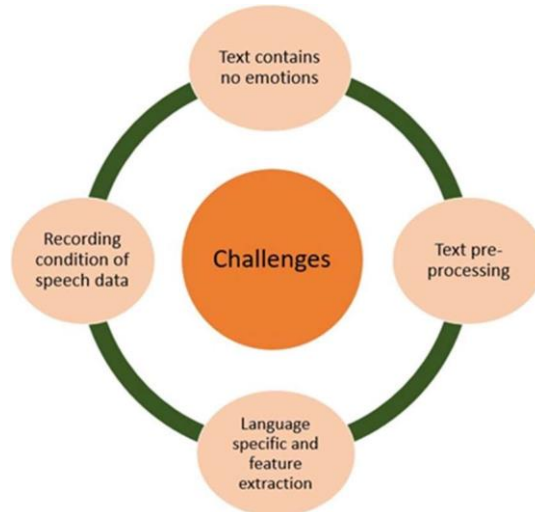 Text contains
no emotions
Recording
condition of
speech data
Challenges
Text pre-
processing
Language
specific and
feature
extraction